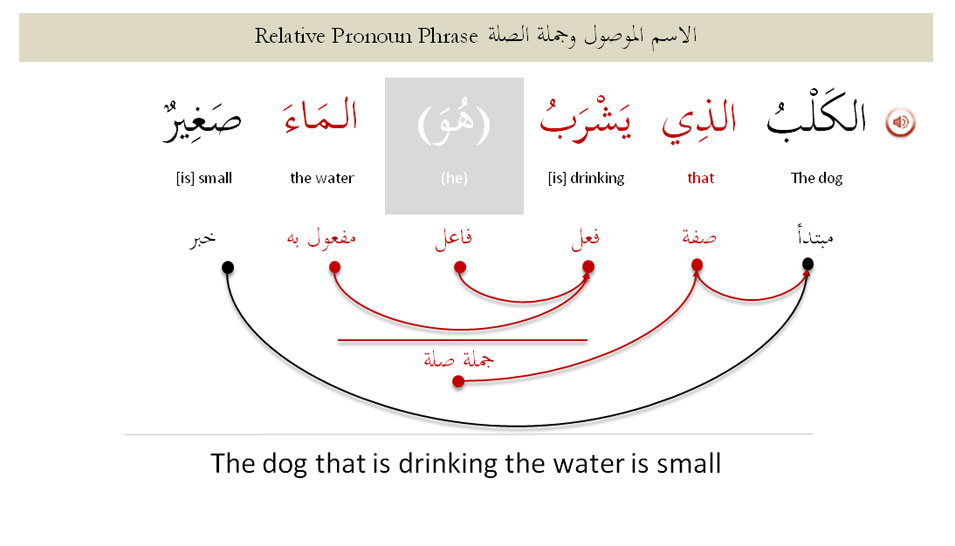 Relative Pronoun Phrase الاسم الموصول وجملة الصلة
الكَلْبُ الذِي يَشْرَبُ (هُوَ) الـمَاءَ صَغِيرٌ
The dog that [is] drinking (he) the water [is] small
مبتدأ صفة فعل فاعل مفعول به خبر
جملة صلة
The dog that is drinking the water is small